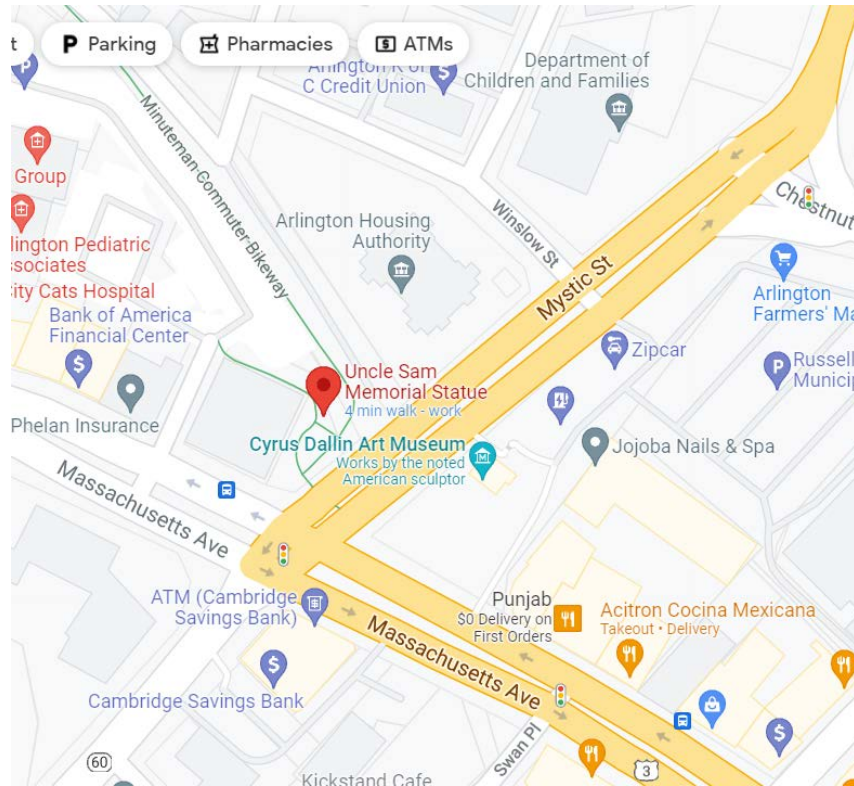 t
Parking
Pharmacies
ATMs
Arlington K of
C Credit Union
Department of
Children and Families
Minuteman Commuter Bikeway
Group
Winslow St
Chestnut
Arlington Housing
Authority
Mystic St
lington Pediatric
ssociates
ity Cats Hospital
Bank of America
Financial Center
Arlington
Farmers' Ma
Zipcar
Russell
Municip
Uncle Sam
Memorial Statue
4 min walk - work
Phelan Insurance
Cyrus Dallin Art Museum
Works by the noted
American sculptor
Jojoba Nails & Spa
Massachusetts Ave
ATM (Cambridge
Savings Bank)
Punjab
$0 Delivery on
First Orders
Acitron Cocina Mexicana
Takeout • Delivery
Massachusetts Ave
Cambridge Savings Bank
Swan Pl
60
3
Kickstand Cafe